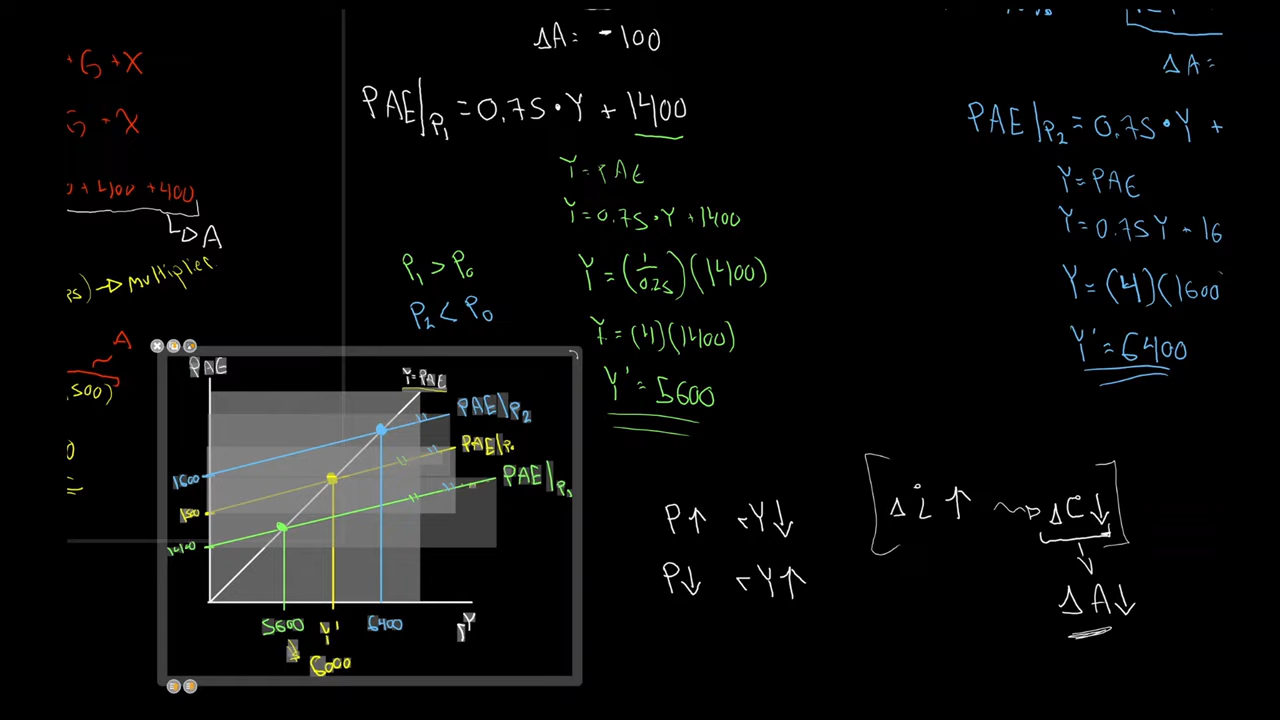 +G+X
G+X
0+400+400
A
→multiplier
A
,500)
0
ΔA: -100
PAE|P₁ = 0.75•Y + 1400
Y=PAE
Y=0.75•Y+1400
Y=(1/0.25)(1400)
Y=(4)(1400)
Y'=5600
P₁ > P₀
P₂ < P₀
ΔA=
PAE|P₂=0.75•Y +
Y=PAE
Y=0.75Y+16
Y=(4)(1600
Y'=6400
PAE
Y=PAE
PAE|P₂
PAE|P₀
PAE|P₁
1600
1500
1400
5600
Y'
6400
Y
6000
P↑ Y↓
P↓ Y↑
[Δi↑ → ΔC↓]
ΔA↓